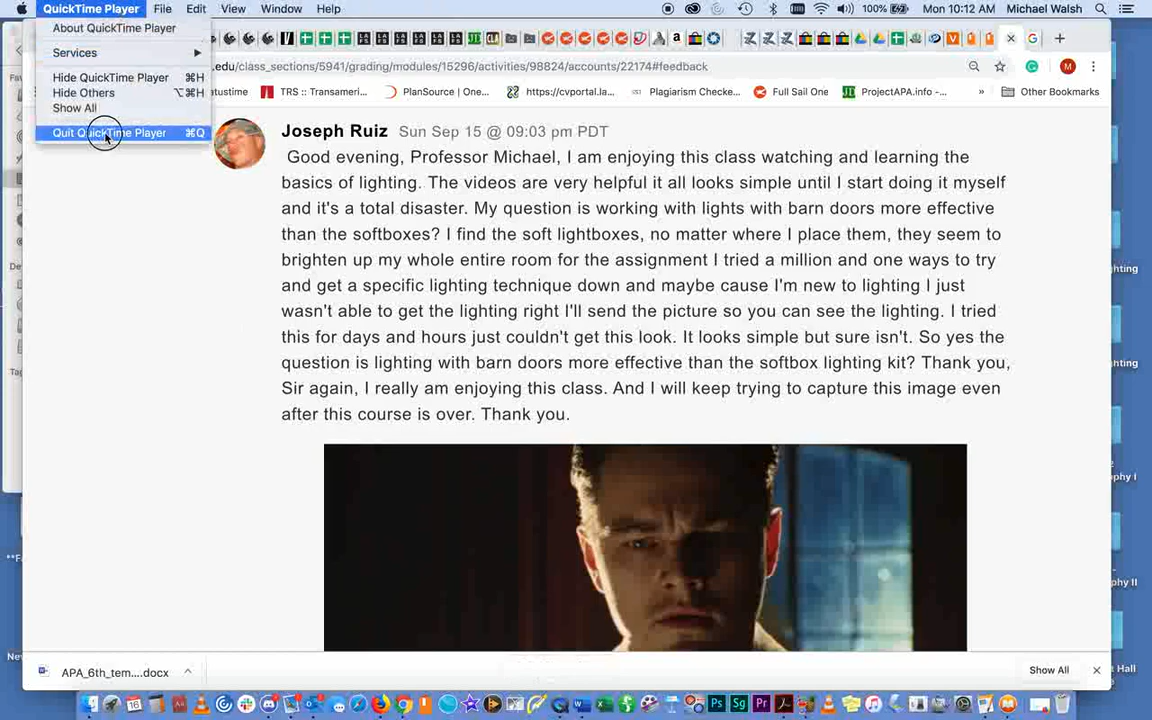 QuickTime Player File Edit View Window Help 100% Mon 10:12 AM Michael Walsh
About QuickTime Player
Services
Hide QuickTime Player ⌘H
Hide Others ⌥⌘H
Show All
Quit QuickTime Player ⌘Q
.edu/class_sections/5941/grading/modules/15296/activities/98824/accounts/22174#feedback
atustime TRS :: Transameri... PlanSource | One... https://cvportal.la... Plagiarism Checke... Full Sail One ProjectAPA.info -... » Other Bookmarks
Joseph Ruiz Sun Sep 15 @ 09:03 pm PDT
Good evening, Professor Michael, I am enjoying this class watching and learning the
basics of lighting. The videos are very helpful it all looks simple until I start doing it myself
and it's a total disaster. My question is working with lights with barn doors more effective
than the softboxes? I find the soft lightboxes, no matter where I place them, they seem to
brighten up my whole entire room for the assignment I tried a million and one ways to try
and get a specific lighting technique down and maybe cause I'm new to lighting I just
wasn't able to get the lighting right I'll send the picture so you can see the lighting. I tried
this for days and hours just couldn't get this look. It looks simple but sure isn't. So yes the
question is lighting with barn doors more effective than the softbox lighting kit? Thank you,
Sir again, I really am enjoying this class. And I will keep trying to capture this image even
after this course is over. Thank you.
hting
hting
phy I
phy II
t Hall
APA_6th_tem....docx Show All